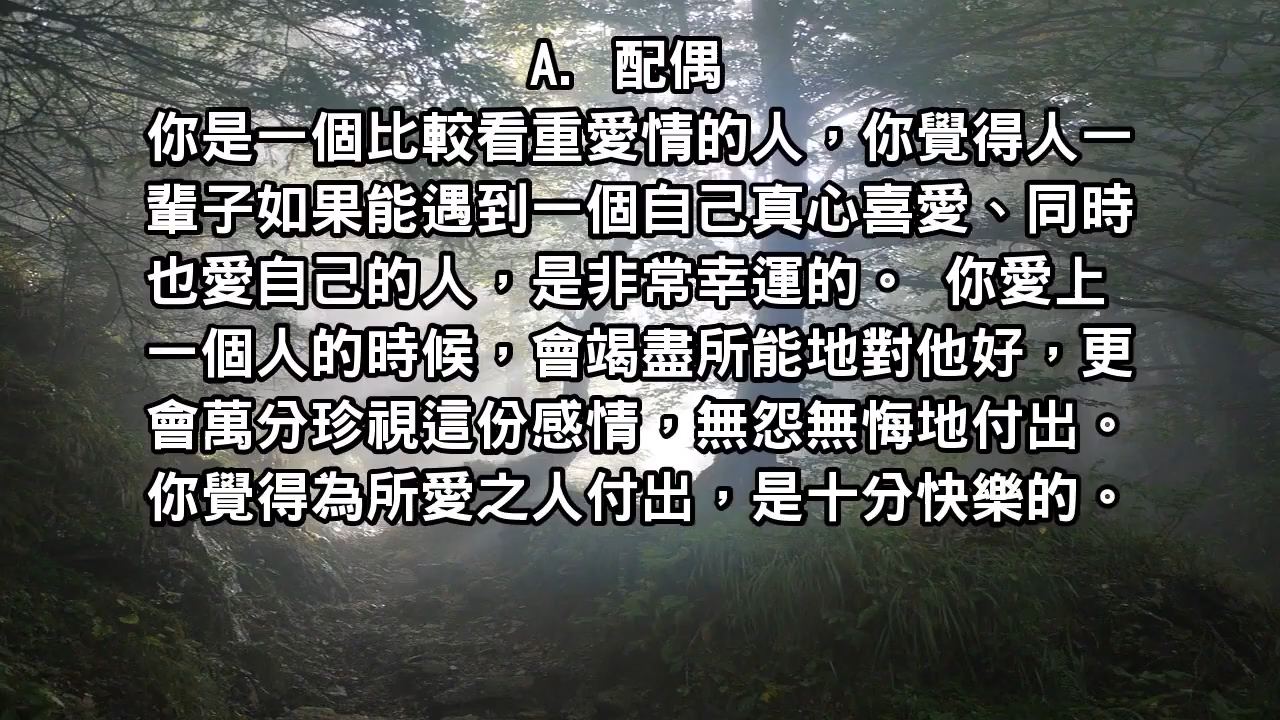 A. 配偶
你是一個比較看重愛情的人，你覺得人一
輩子如果能遇到一個自己真心喜愛、同時
也愛自己的人，是非常幸運的。 你愛上
一個人的時候，會竭盡所能地對他好，更
會萬分珍視這份感情，無怨無悔地付出。
你覺得為所愛之人付出，是十分快樂的。